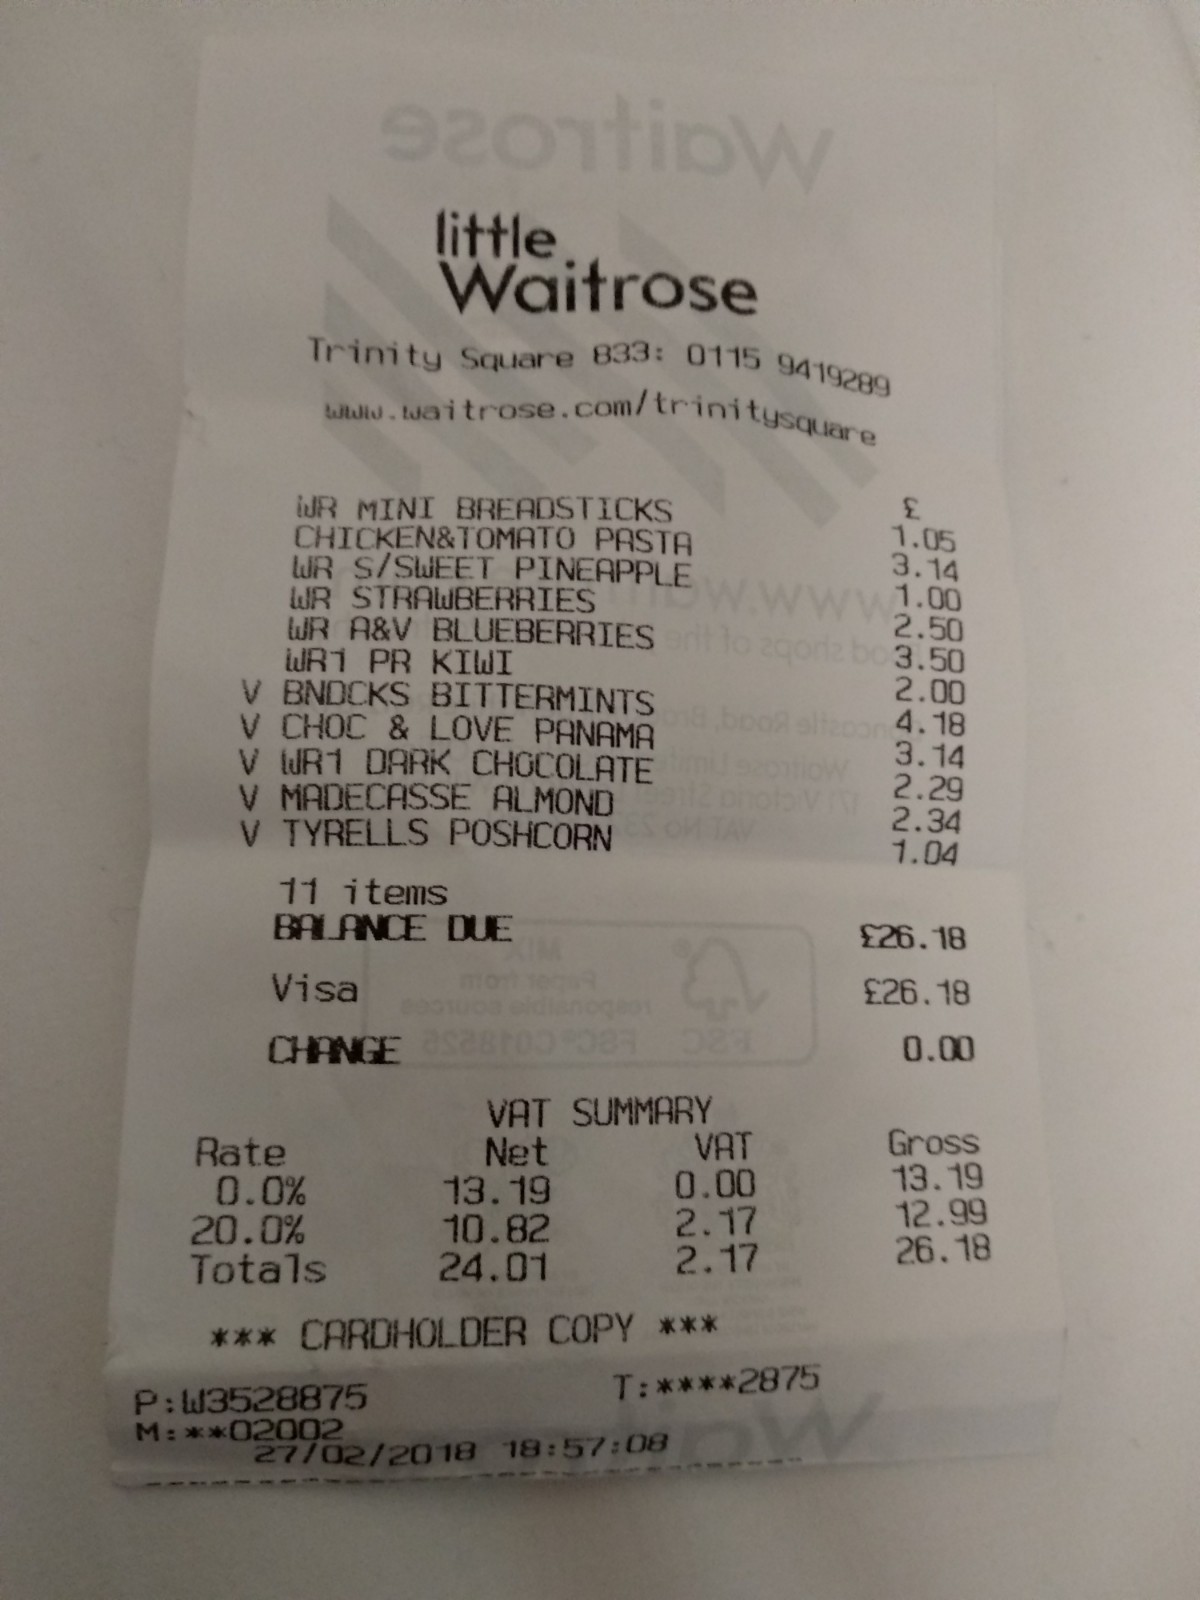 little
Waitrose
Trinity Square 833: 0115 9419289
www.waitrose.com/trinitysquare
£
WR MINI BREADSTICKS 1.05
CHICKEN&TOMATO PASTA 3.14
WR S/SWEET PINEAPPLE 1.00
WR STRAWBERRIES 2.50
WR A&V BLUEBERRIES 3.50
WR1 PR KIWI 2.00
V BNDCKS BITTERMINTS 4.18
V CHOC & LOVE PANAMA 3.14
V WR1 DARK CHOCOLATE 2.29
V MADECASSE ALMOND 2.34
V TYRELLS POSHCORN 1.04
11 items
BALANCE DUE £26.18
Visa £26.18
CHANGE 0.00
VAT SUMMARY
Rate Net VAT Gross
0.0% 13.19 0.00 13.19
20.0% 10.82 2.17 12.99
Totals 24.01 2.17 26.18
*** CARDHOLDER COPY ***
P:W3528875 T:****2875
M:**02002
27/02/2018 18:57:08